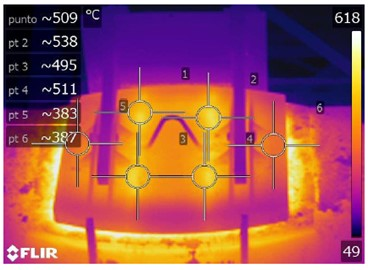 punto ~509 °C 618
pt 2 ~538
pt 3 ~495
pt 4 ~511
pt 5 ~383
pt 6 ~387
1
2
5
6
3
4
49
FLIR